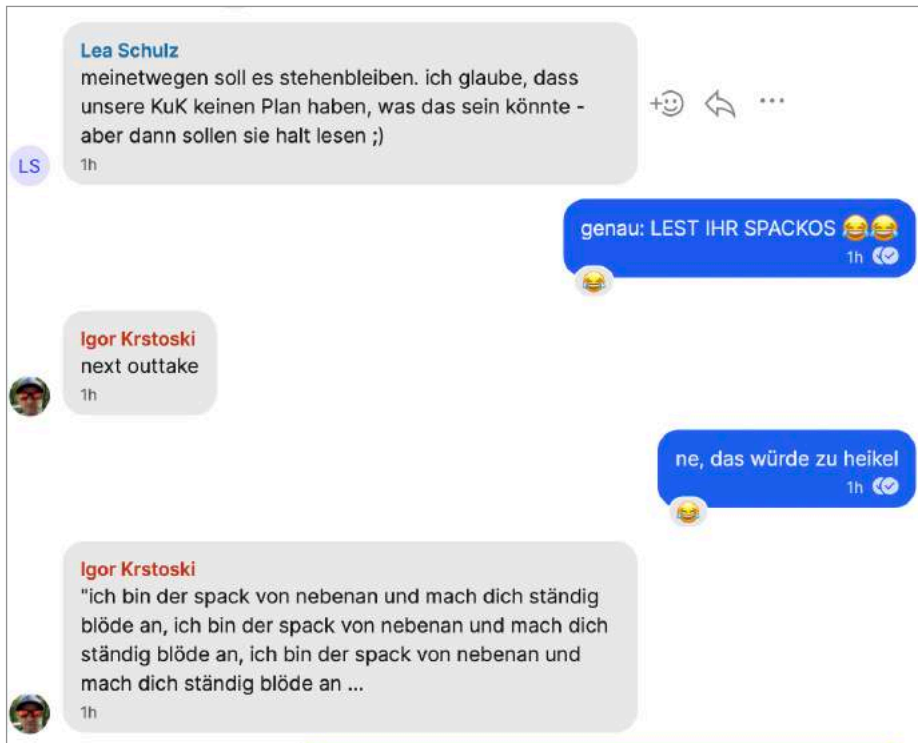 Lea Schulz
meinetwegen soll es stehenbleiben. ich glaube, dass
unsere KuK keinen Plan haben, was das sein könnte -
aber dann sollen sie halt lesen ;)
1h
LS
genau: LEST IHR SPACKOS 😂😂
1h
😂
Igor Krstoski
next outtake
1h
ne, das würde zu heikel
1h
😂
Igor Krstoski
"ich bin der spack von nebenan und mach dich ständig
blöde an, ich bin der spack von nebenan und mach dich
ständig blöde an, ich bin der spack von nebenan und
mach dich ständig blöde an ...
1h